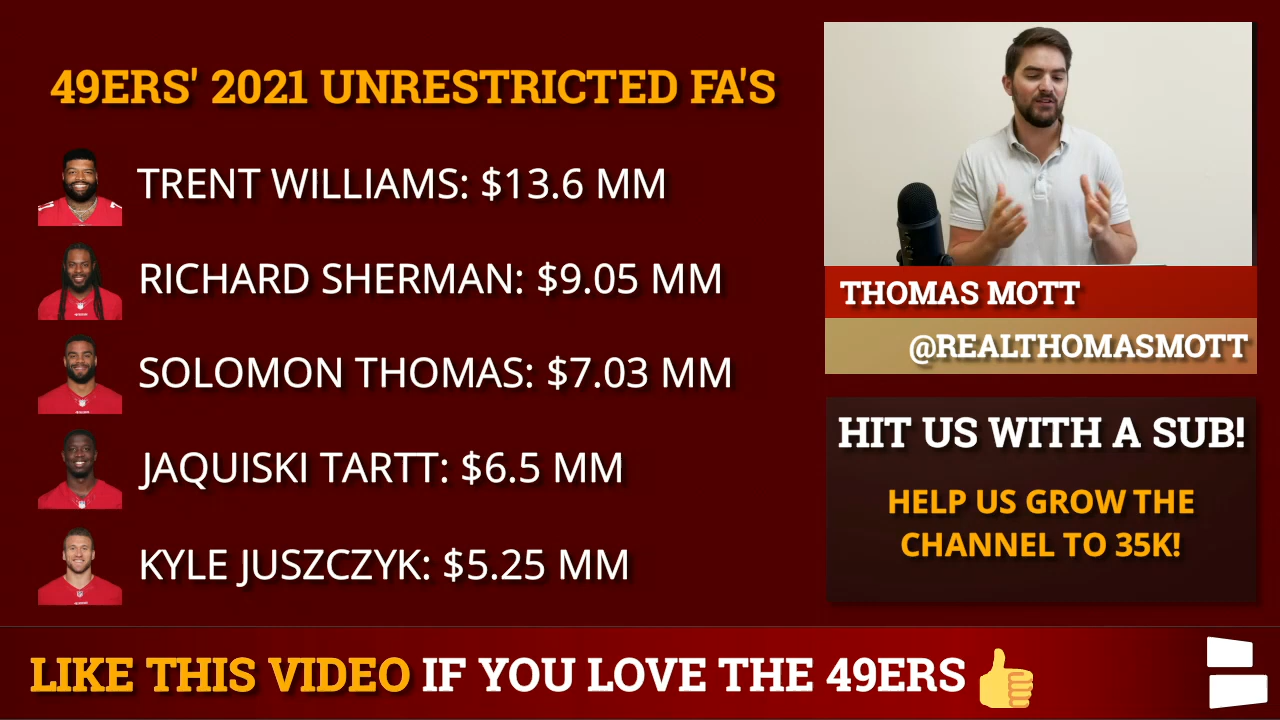 49ERS' 2021 UNRESTRICTED FA'S
TRENT WILLIAMS: $13.6 MM
RICHARD SHERMAN: $9.05 MM
SOLOMON THOMAS: $7.03 MM
JAQUISKI TARTT: $6.5 MM
KYLE JUSZCZYK: $5.25 MM
THOMAS MOTT
@REALTHOMASMOTT
HIT US WITH A SUB!
HELP US GROW THE
CHANNEL TO 35K!
LIKE THIS VIDEO IF YOU LOVE THE 49ERS